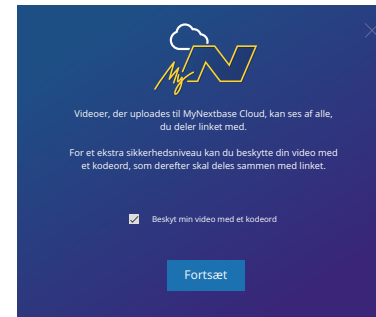 My N
Videoer, der uploades til MyNextbase Cloud, kan ses af alle,
du deler linket med.
For et ekstra sikkerhedsniveau kan du beskytte din video med
et kodeord, som derefter skal deles sammen med linket.
Beskyt min video med et kodeord
Fortsæt